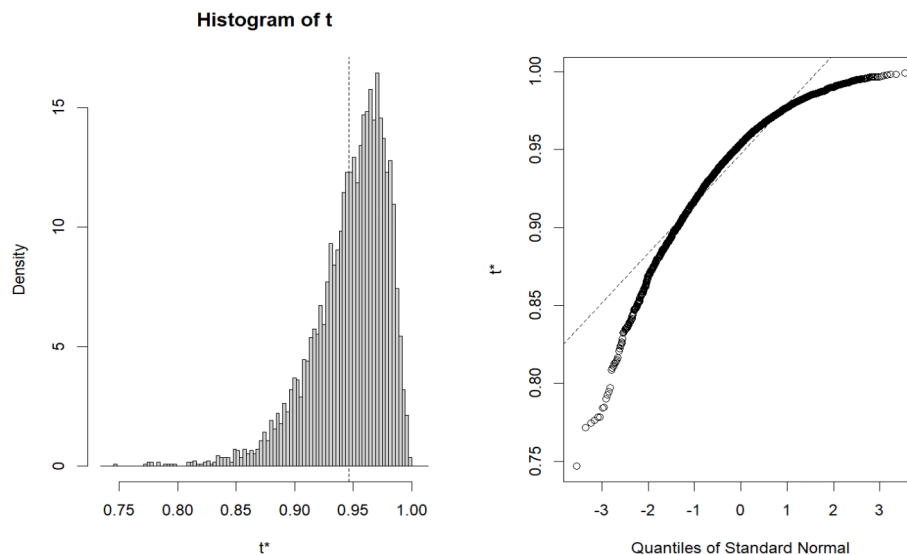 Histogram of t
Density
0
5
10
15
0.75 0.80 0.85 0.90 0.95 1.00
t*
t*
0.75 0.80 0.85 0.90 0.95 1.00
-3 -2 -1 0 1 2 3
Quantiles of Standard Normal